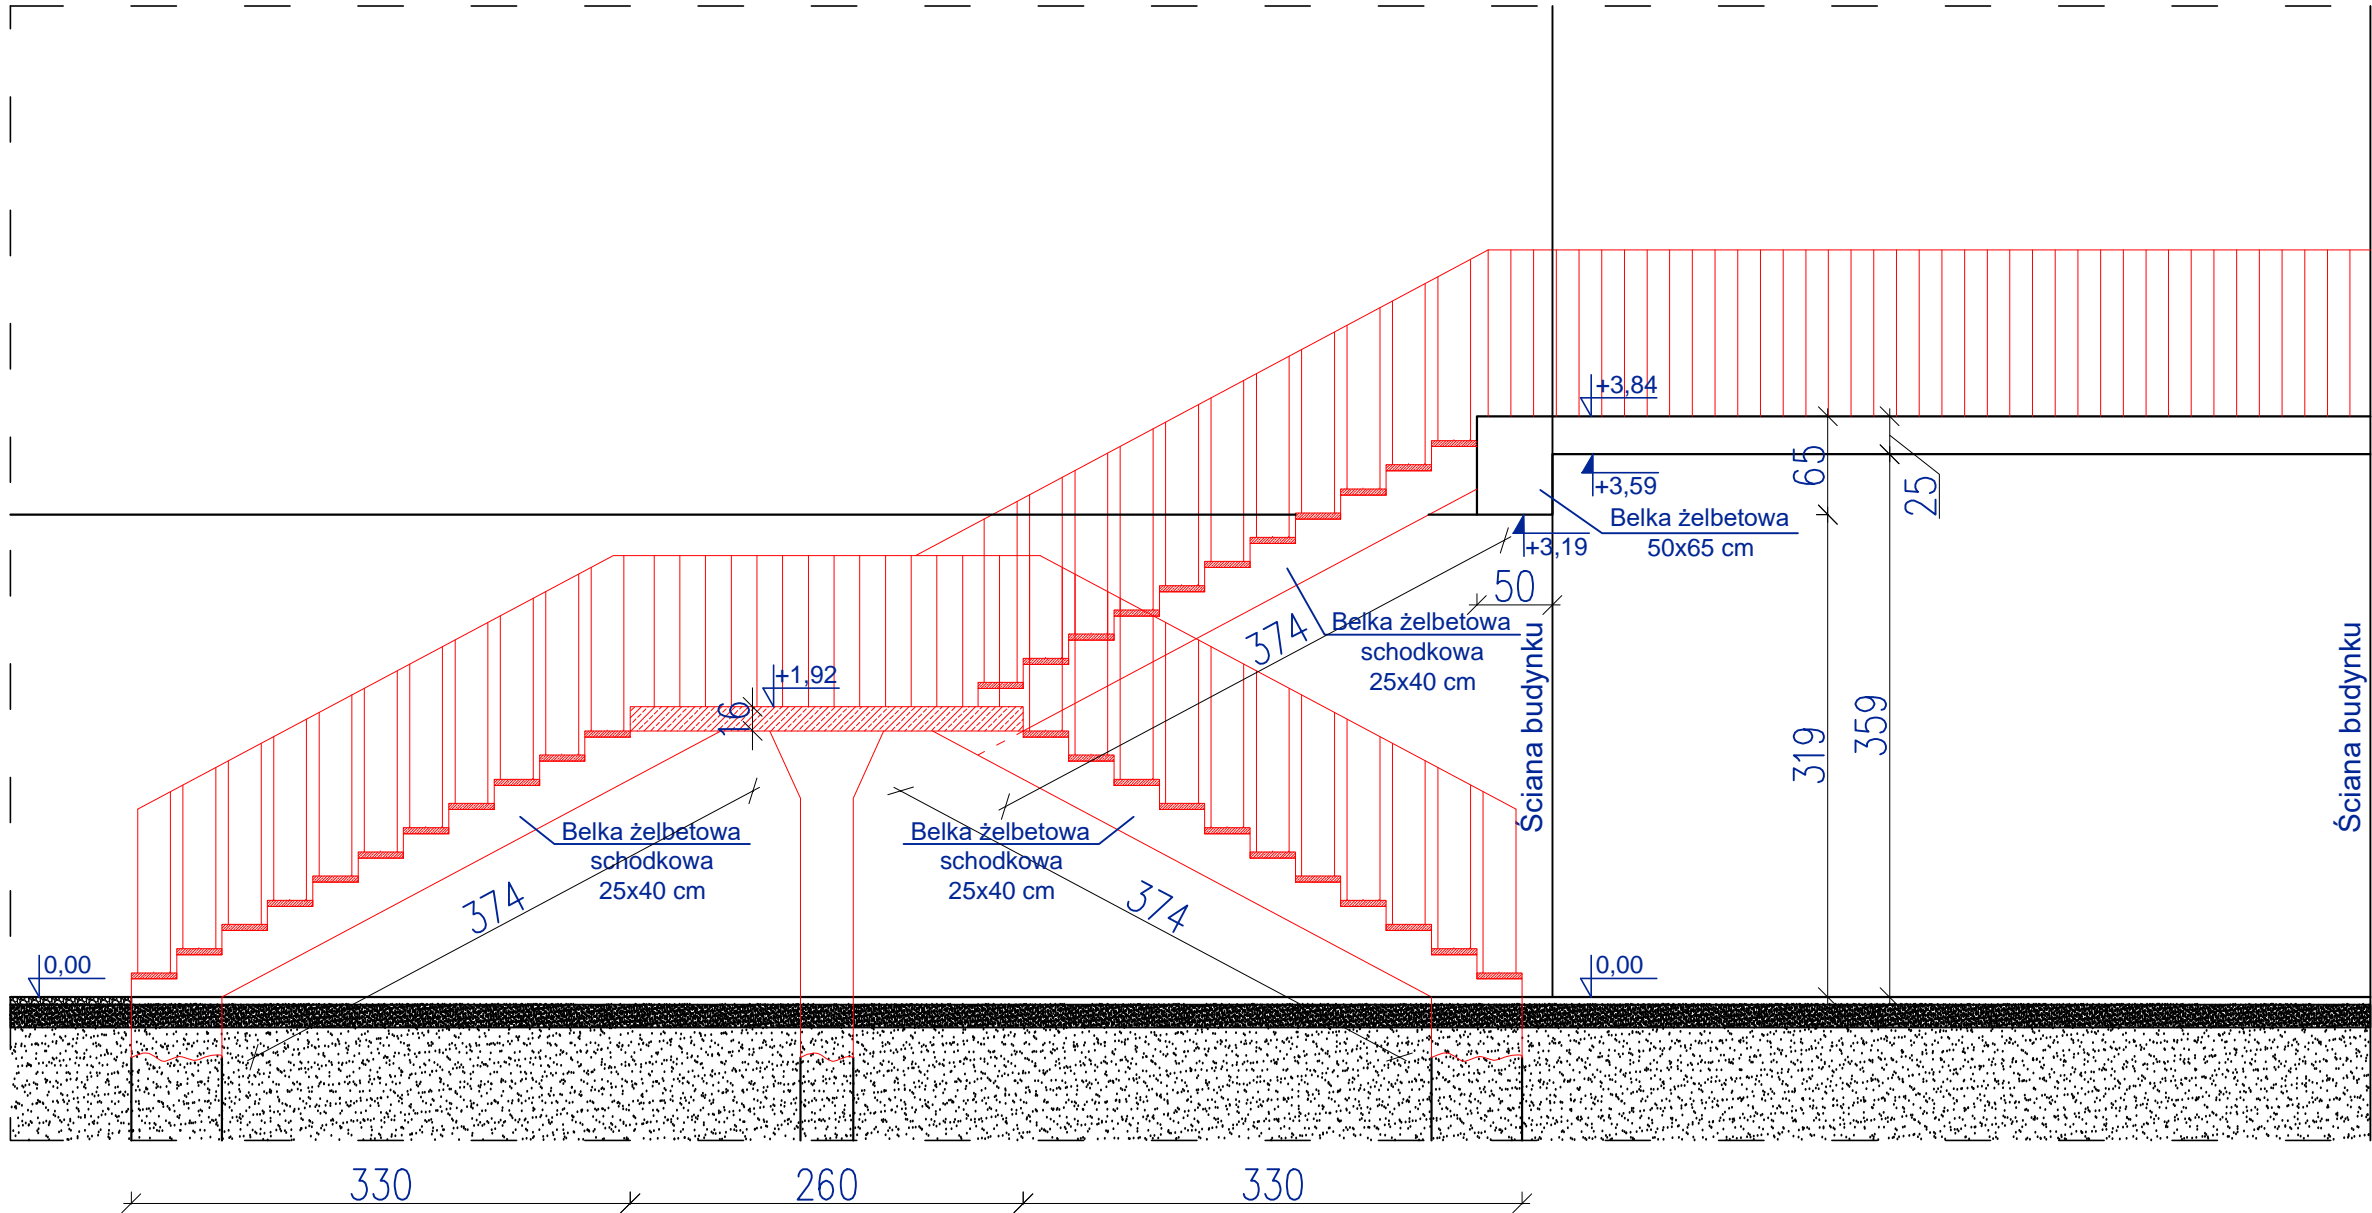 +3,84
65
+3,59
25
Belka żelbetowa
50x65 cm
+3,19
50
374
Belka żelbetowa
schodkowa
25x40 cm
Ściana budynku
Ściana budynku
+1,92
16
319
359
Belka żelbetowa
schodkowa
25x40 cm
Belka żelbetowa
schodkowa
25x40 cm
374
374
0,00
0,00
330
260
330